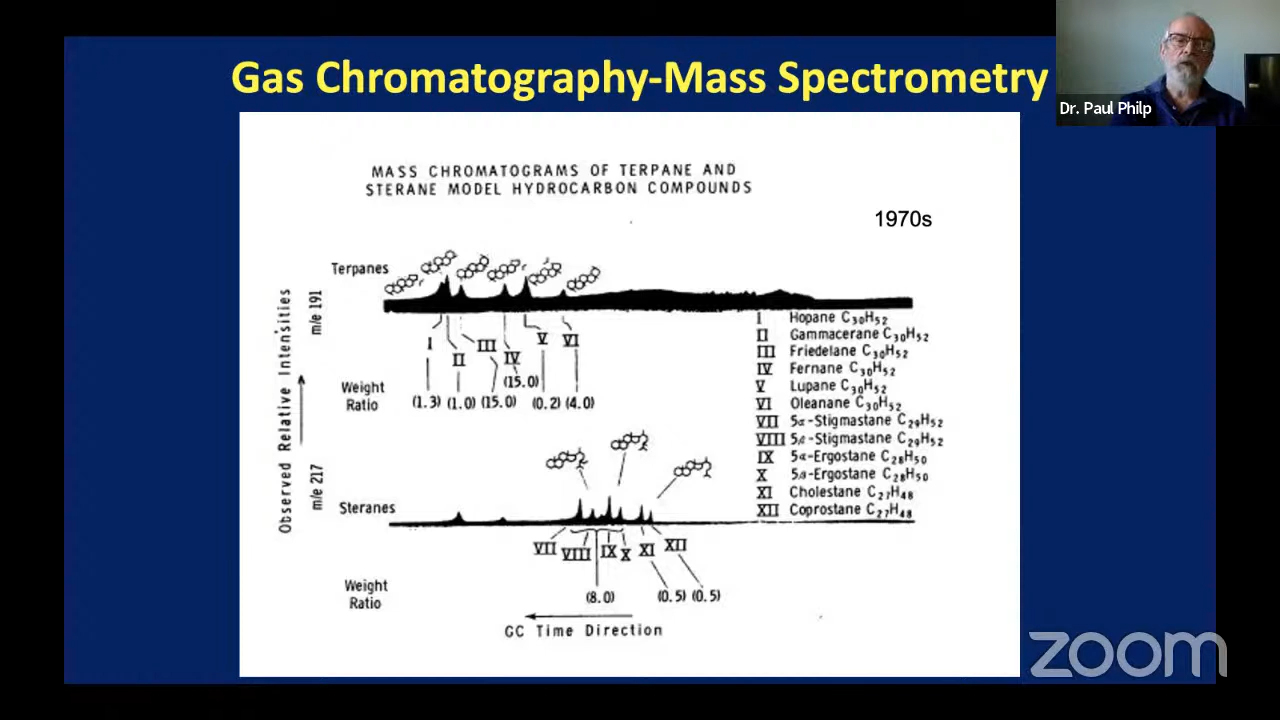 Gas Chromatography-Mass Spectrometry
Dr. Paul Philp
MASS CHROMATOGRAMS OF TERPANE AND
STERANE MODEL HYDROCARBON COMPOUNDS
1970s
Terpanes
Observed Relative Intensities
m/e 191
I
II
III
IV
V
VI
Weight
Ratio
(1.3) (1.0) (15.0) (15.0) (0.2) (4.0)
I Hopane C₃₀H₅₂
II Gammacerane C₃₀H₅₂
III Friedelane C₃₀H₅₂
IV Fernane C₃₀H₅₂
V Lupane C₃₀H₅₂
VI Oleanane C₃₀H₅₂
VII 5α-Stigmastane C₂₉H₅₂
VIII 5β-Stigmastane C₂₉H₅₂
IX 5α-Ergostane C₂₈H₅₀
X 5β-Ergostane C₂₈H₅₀
XI Cholestane C₂₇H₄₈
XII Coprostane C₂₇H₄₈
m/e 217
Steranes
VII VIII IX X XI XII
Weight
Ratio
(8.0) (0.5) (0.5)
GC Time Direction
zoom